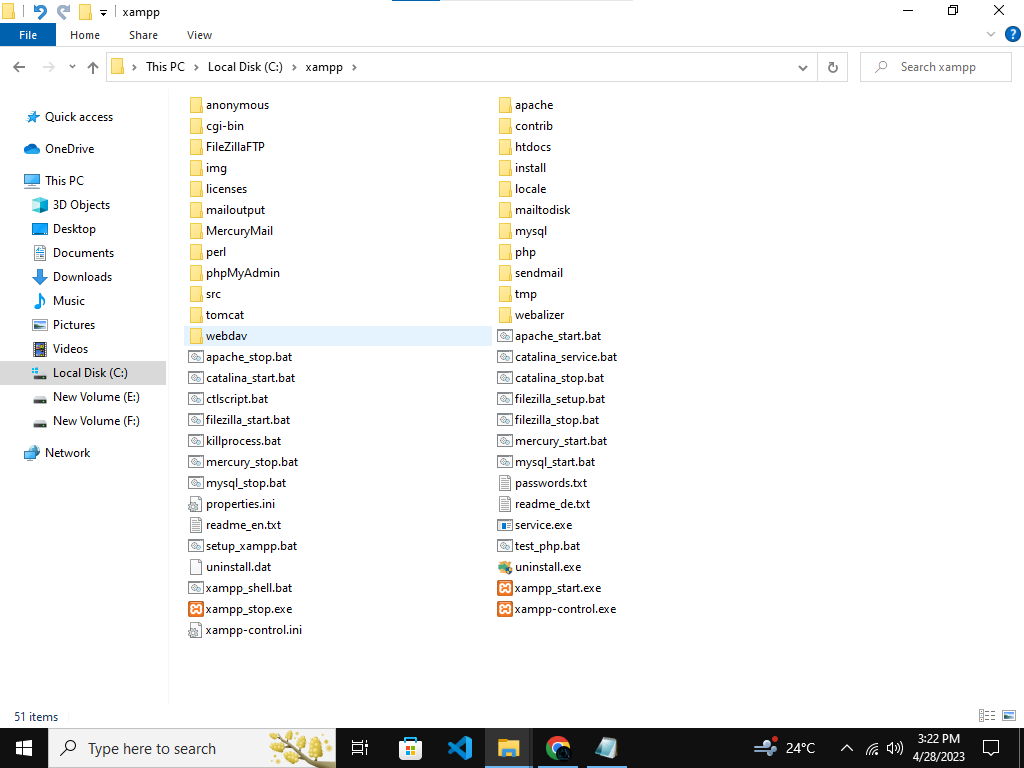 xampp
File Home Share View
This PC Local Disk (C:) xampp
Search xampp
Quick access
OneDrive
This PC
3D Objects
Desktop
Documents
Downloads
Music
Pictures
Videos
Local Disk (C:)
New Volume (E:)
New Volume (F:)
Network
anonymous apache
cgi-bin contrib
FileZillaFTP htdocs
img install
licenses locale
mailoutput mailtodisk
MercuryMail mysql
perl php
phpMyAdmin sendmail
src tmp
tomcat webalizer
webdav apache_start.bat
apache_stop.bat catalina_service.bat
catalina_start.bat catalina_stop.bat
ctlscript.bat filezilla_setup.bat
filezilla_start.bat filezilla_stop.bat
killprocess.bat mercury_start.bat
mercury_stop.bat mysql_start.bat
mysql_stop.bat passwords.txt
properties.ini readme_de.txt
readme_en.txt service.exe
setup_xampp.bat test_php.bat
uninstall.dat uninstall.exe
xampp_shell.bat xampp_start.exe
xampp_stop.exe xampp-control.exe
xampp-control.ini
51 items
Type here to search
24°C
3:22 PM
4/28/2023